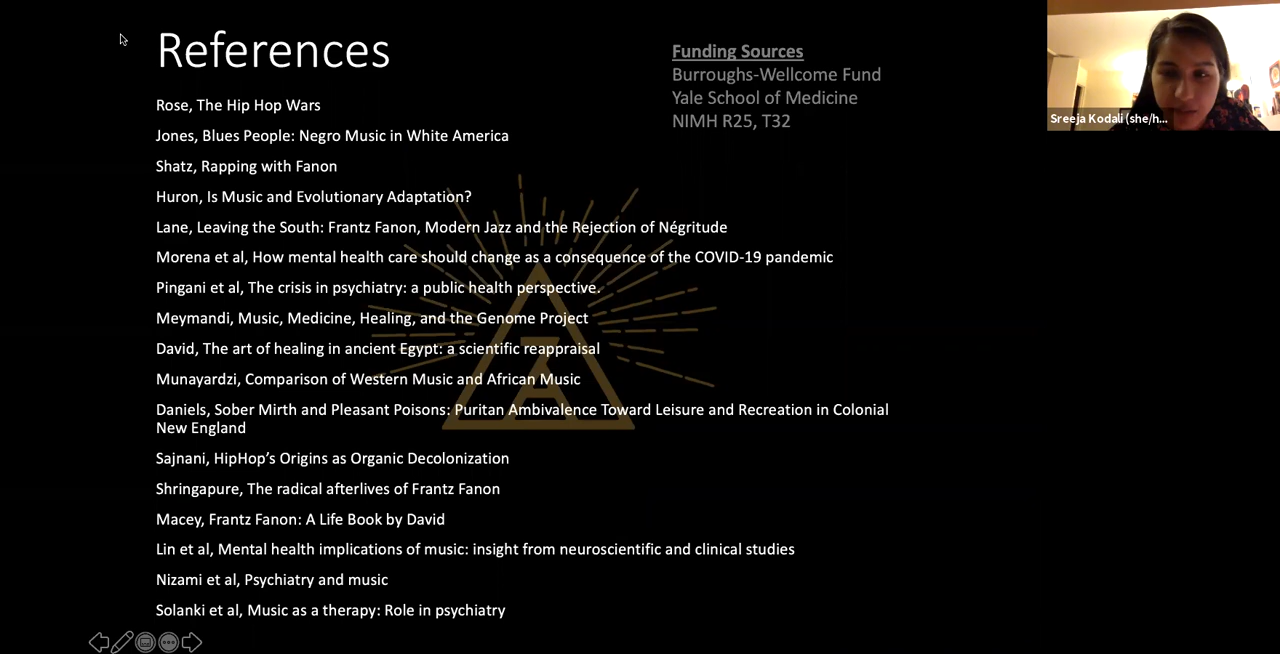 References
Rose, The Hip Hop Wars
Jones, Blues People: Negro Music in White America
Shatz, Rapping with Fanon
Huron, Is Music and Evolutionary Adaptation?
Lane, Leaving the South: Frantz Fanon, Modern Jazz and the Rejection of Négritude
Morena et al, How mental health care should change as a consequence of the COVID-19 pandemic
Pingani et al, The crisis in psychiatry: a public health perspective.
Meymandi, Music, Medicine, Healing, and the Genome Project
David, The art of healing in ancient Egypt: a scientific reappraisal
Munayardzi, Comparison of Western Music and African Music
Daniels, Sober Mirth and Pleasant Poisons: Puritan Ambivalence Toward Leisure and Recreation in Colonial
New England
Sajnani, HipHop’s Origins as Organic Decolonization
Shringapure, The radical afterlives of Frantz Fanon
Macey, Frantz Fanon: A Life Book by David
Lin et al, Mental health implications of music: insight from neuroscientific and clinical studies
Nizami et al, Psychiatry and music
Solanki et al, Music as a therapy: Role in psychiatry
Funding Sources
Burroughs-Wellcome Fund
Yale School of Medicine
NIMH R25, T32
Sreeja Kodali (she/h...